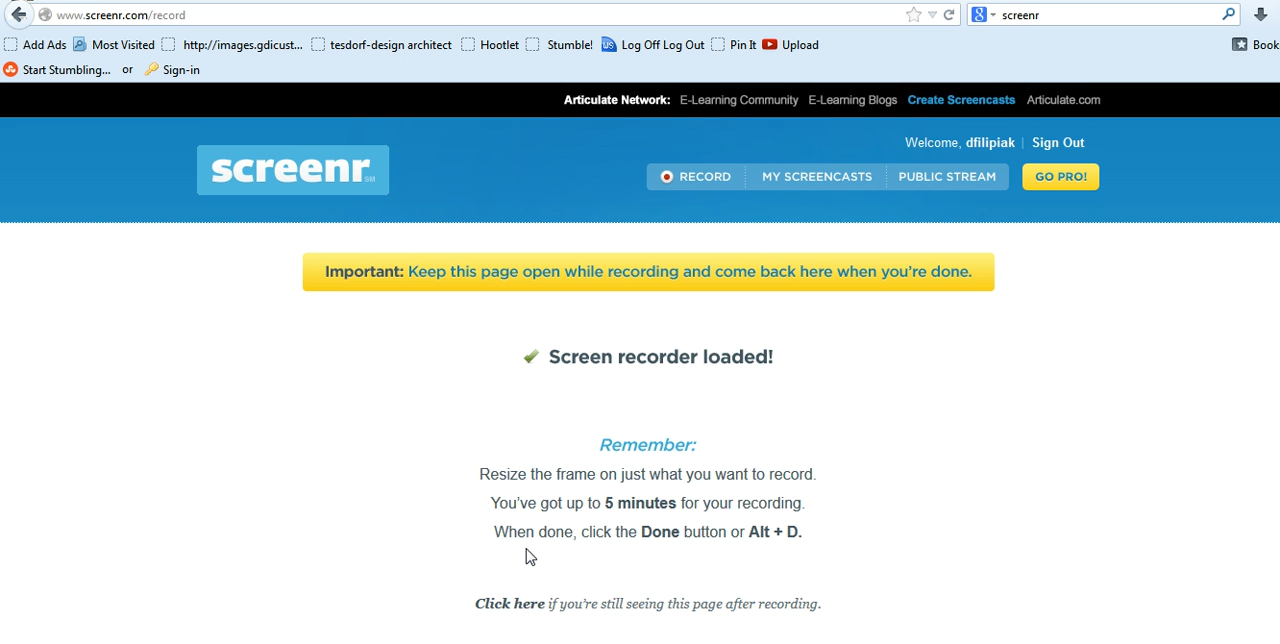 www.screenr.com/record
screenr
Add Ads Most Visited http://images.gdicust... tesdorf-design architect Hootlet Stumble! Log Off Log Out Pin It Upload Book
Start Stumbling... or Sign-in
Articulate Network: E-Learning Community E-Learning Blogs Create Screencasts Articulate.com
Welcome, dfilipiak | Sign Out
screenr SM
RECORD MY SCREENCASTS PUBLIC STREAM GO PRO!
Important: Keep this page open while recording and come back here when you're done.
Screen recorder loaded!
Remember:
Resize the frame on just what you want to record.
You've got up to 5 minutes for your recording.
When done, click the Done button or Alt + D.
Click here if you're still seeing this page after recording.